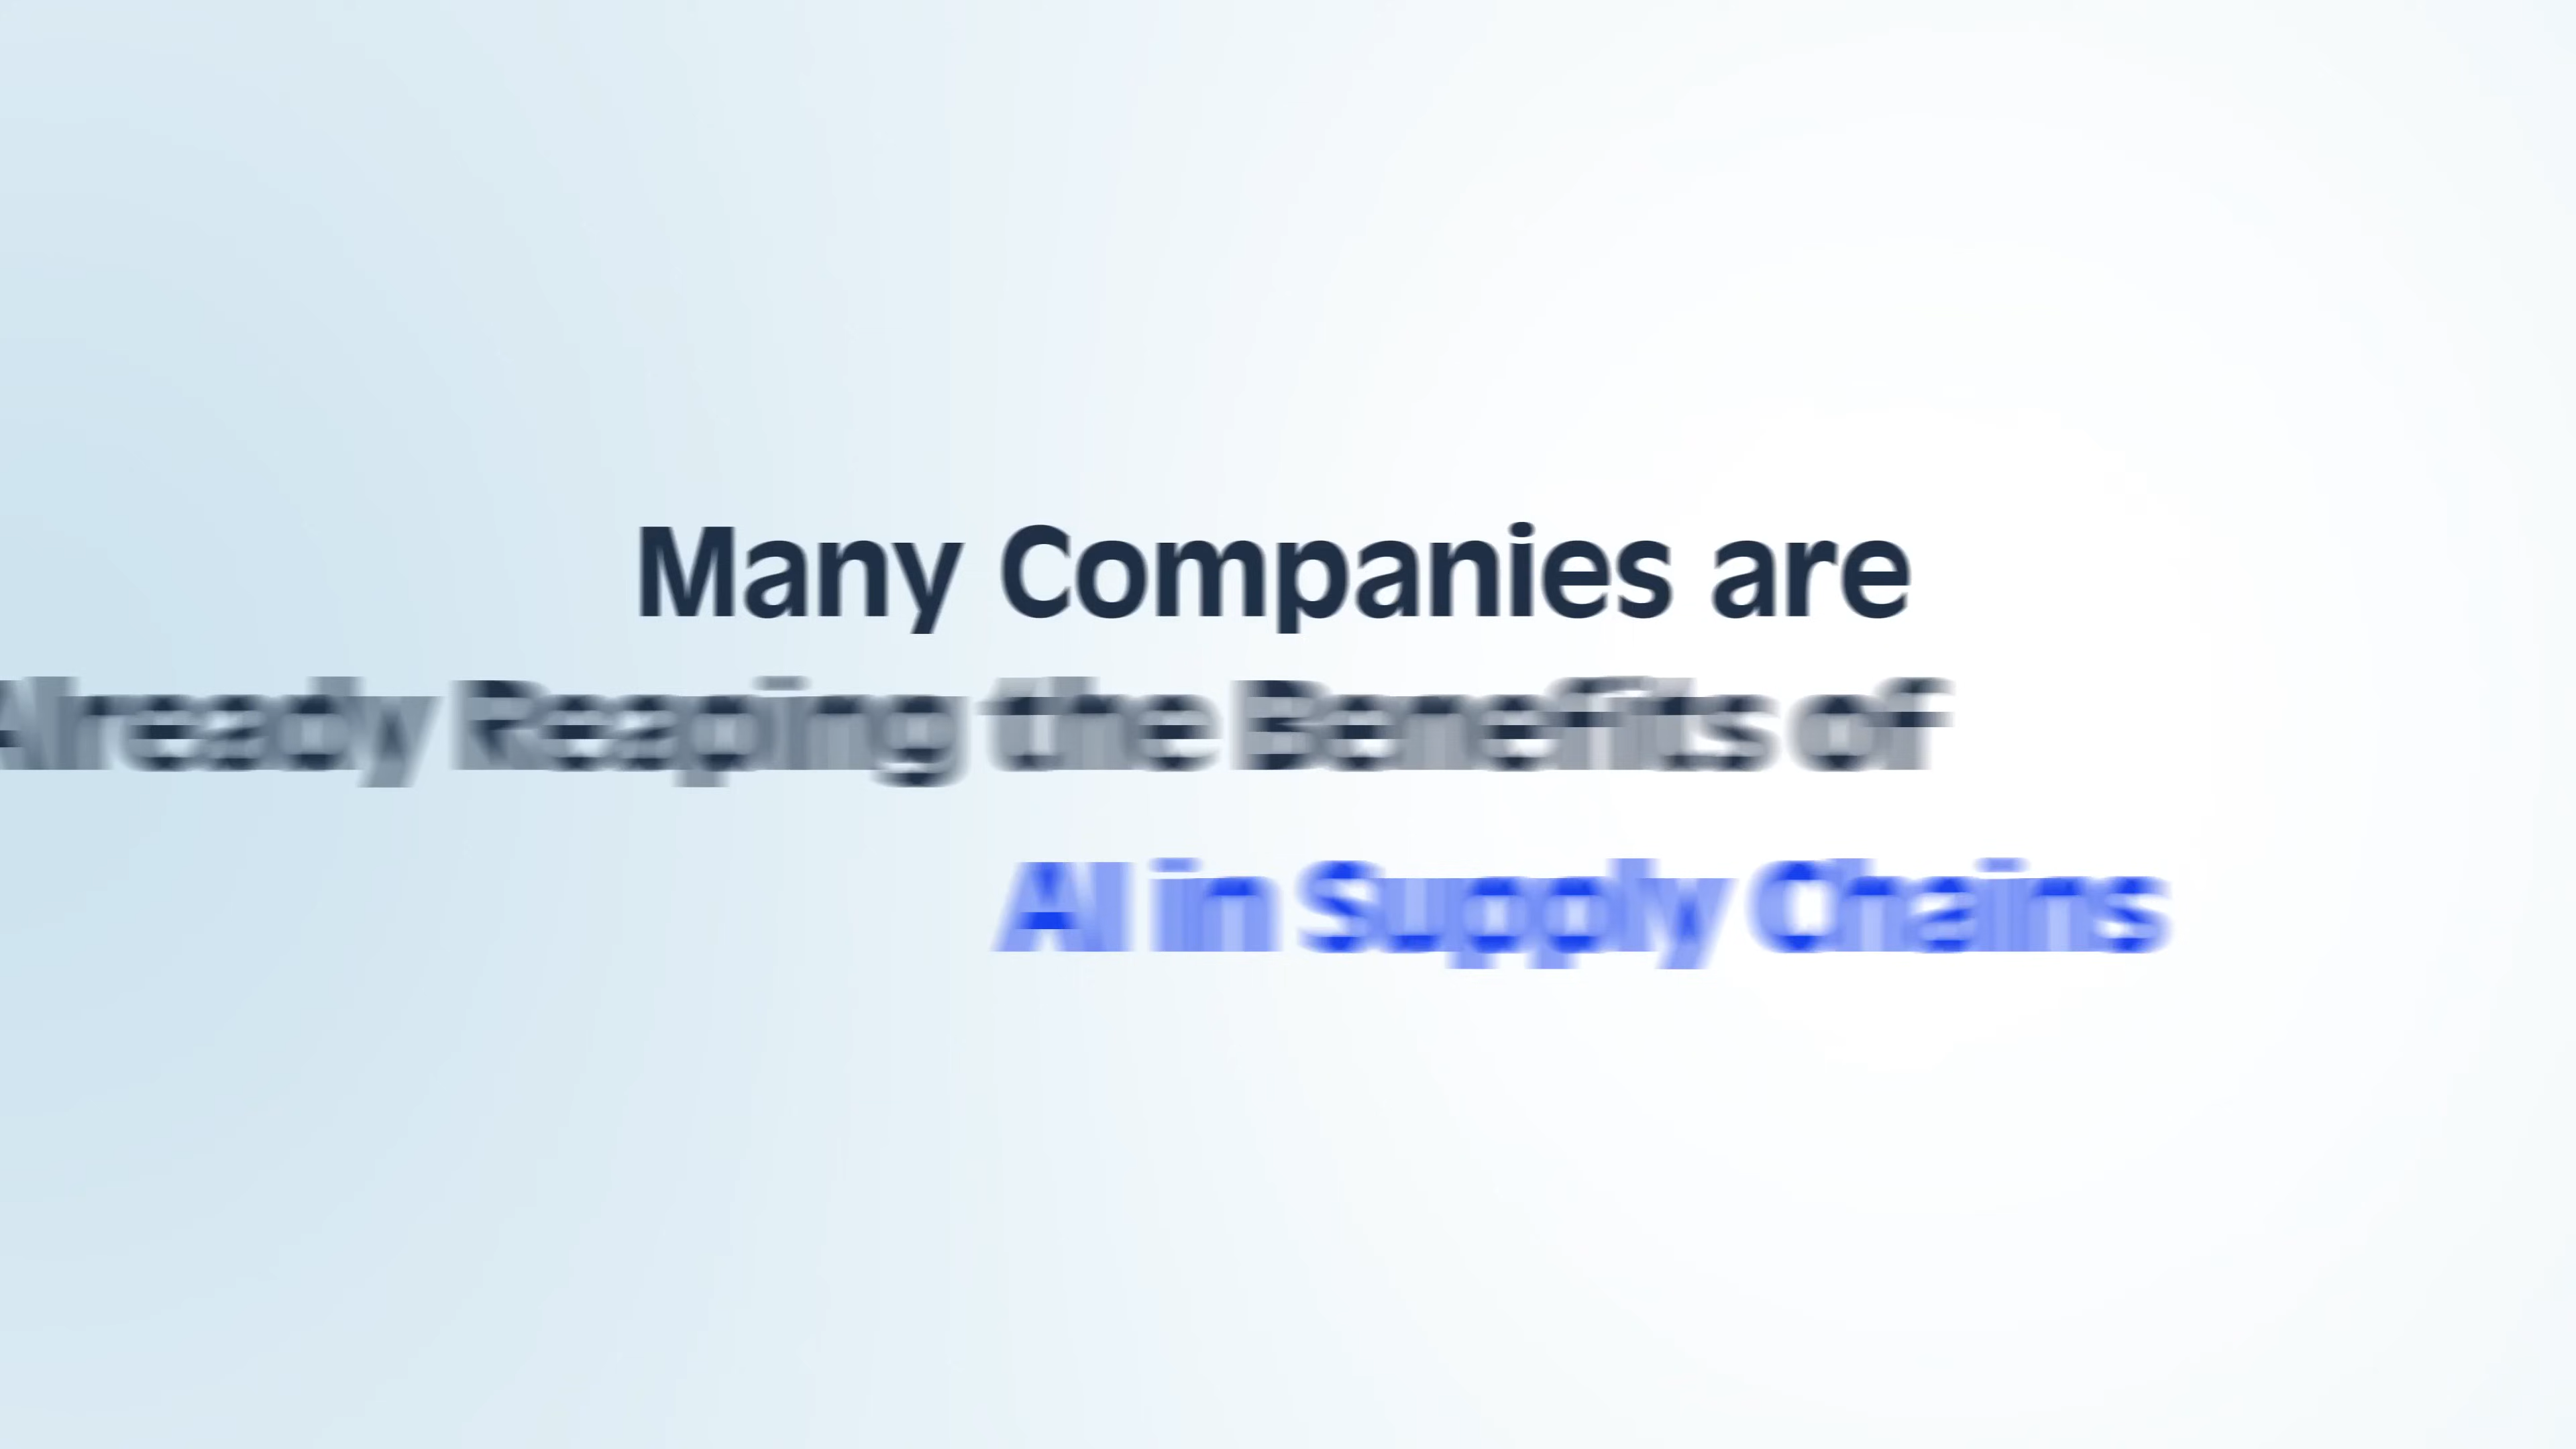 Many Companies are
Already Reaping the Benefits of
AI in Supply Chains